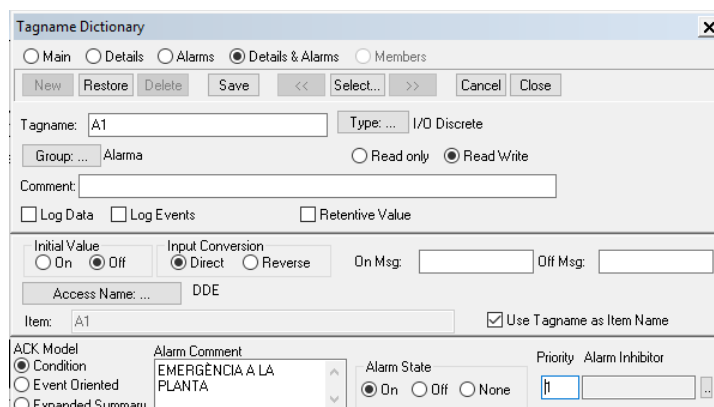 Tagname Dictionary
Main Details Alarms Details & Alarms Members
New Restore Delete Save << Select... >> Cancel Close
Tagname: A1 Type: ... I/O Discrete
Group: ... Alarma Read only Read Write
Comment:
Log Data Log Events Retentive Value
Initial Value Input Conversion
On Off Direct Reverse On Msg: Off Msg:
Access Name: ... DDE
Item: A1 Use Tagname as Item Name
ACK Model Alarm Comment Alarm State Priority Alarm Inhibitor
Condition EMERGÈNCIA A LA
Event Oriented PLANTA On Off None 1 ..
Expanded Summary